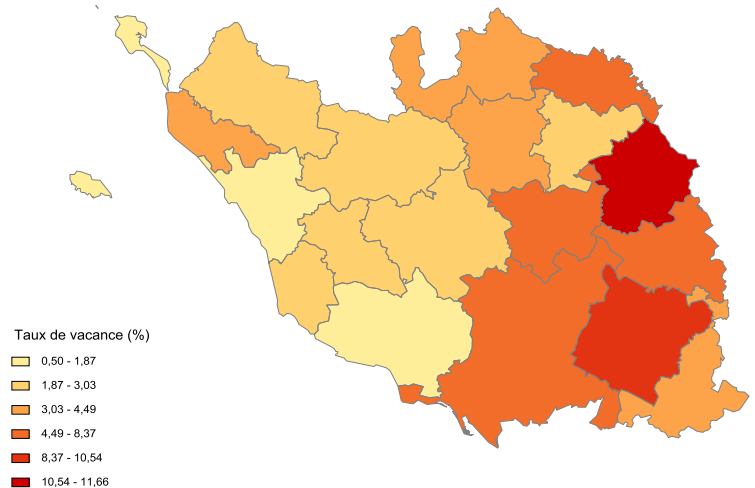 Taux de vacance (%)
0,50 - 1,87
1,87 - 3,03
3,03 - 4,49
4,49 - 8,37
8,37 - 10,54
10,54 - 11,66